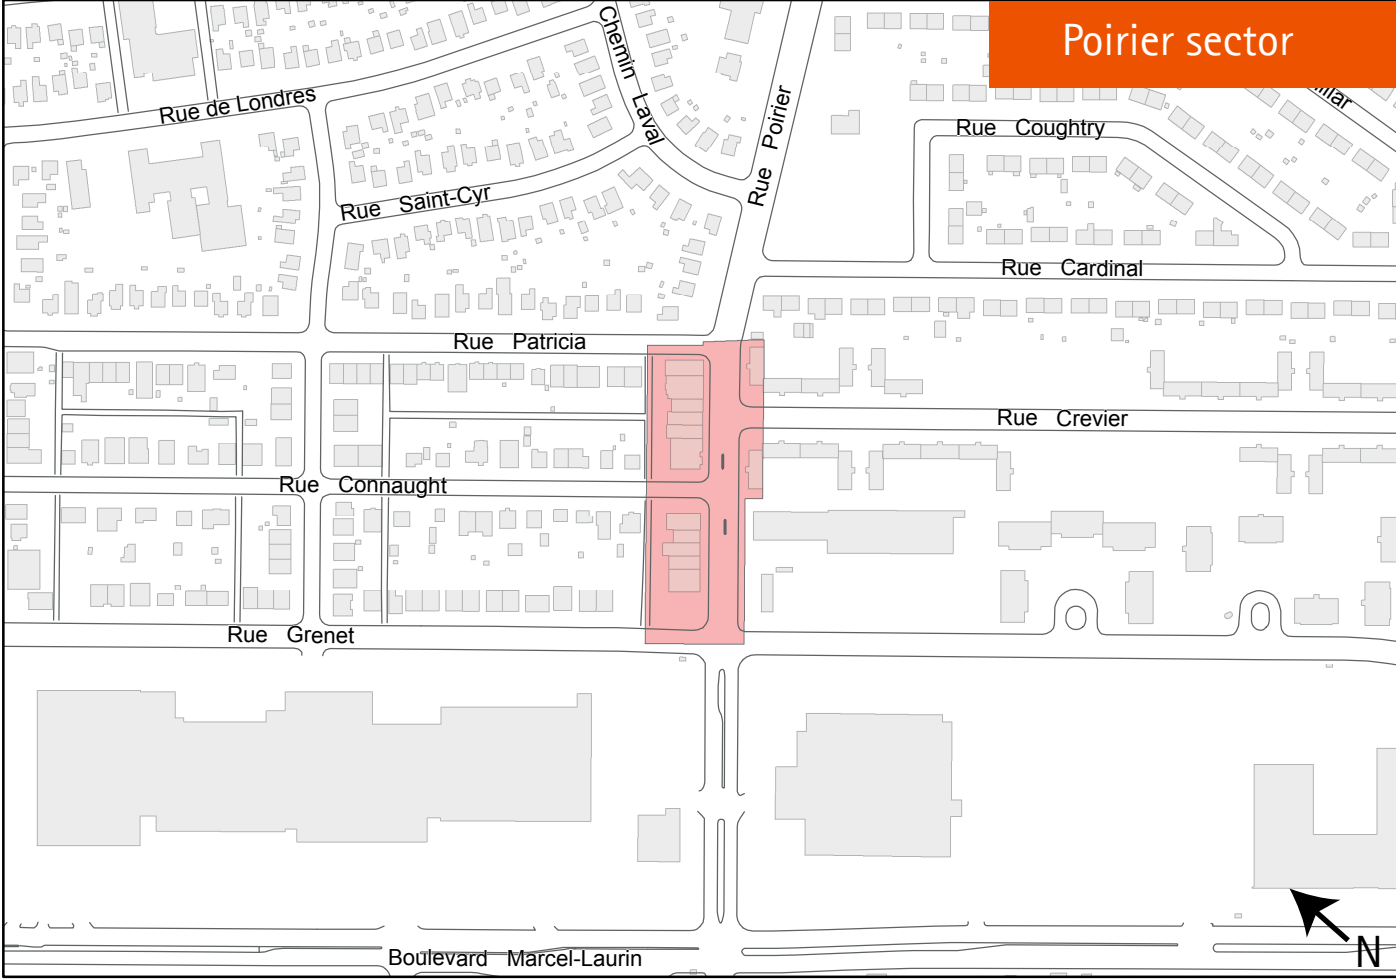 Poirier sector
Chemin Laval
Rue de Londres
Rue Poirier
Rue Coughtry
Rue Saint-Cyr
Rue Cardinal
Rue Patricia
Rue Crevier
Rue Connaught
Rue Grenet
Boulevard Marcel-Laurin
N